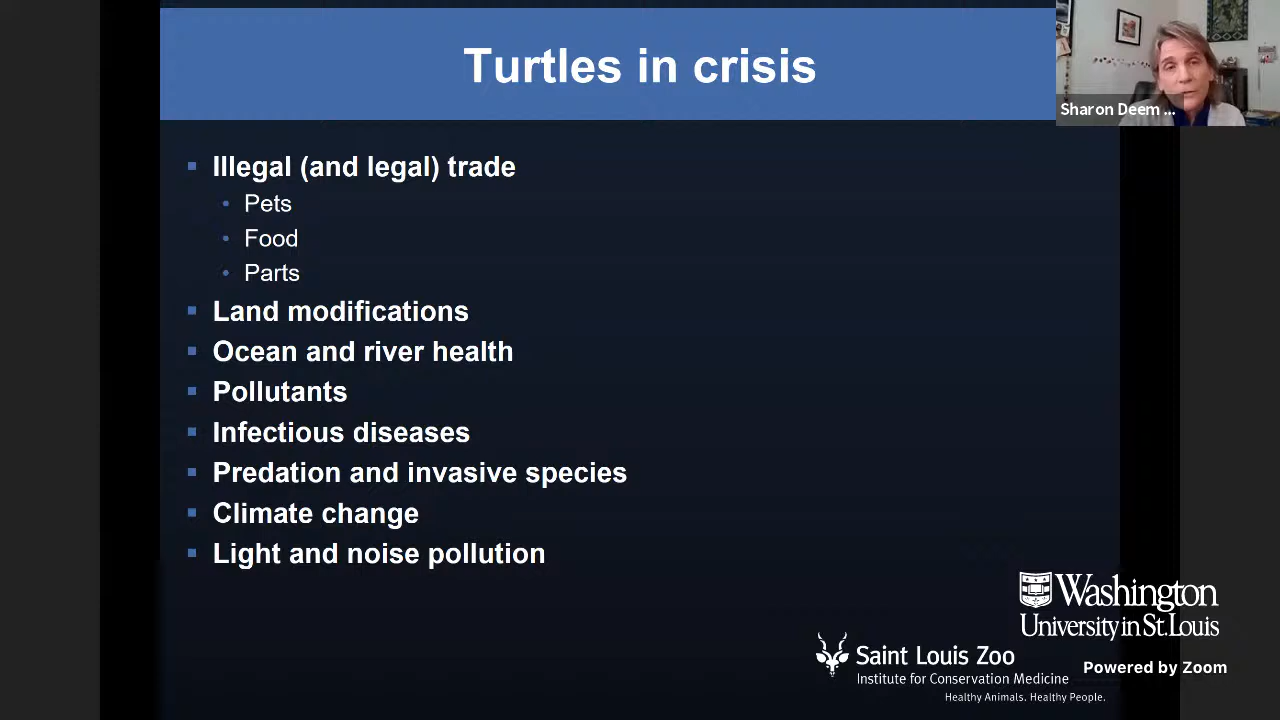 Turtles in crisis
Sharon Deem ...
Illegal (and legal) trade
Pets
Food
Parts
Land modifications
Ocean and river health
Pollutants
Infectious diseases
Predation and invasive species
Climate change
Light and noise pollution
Washington
University in St. Louis
Saint Louis Zoo
Institute for Conservation Medicine
Healthy Animals. Healthy People.
Powered by Zoom